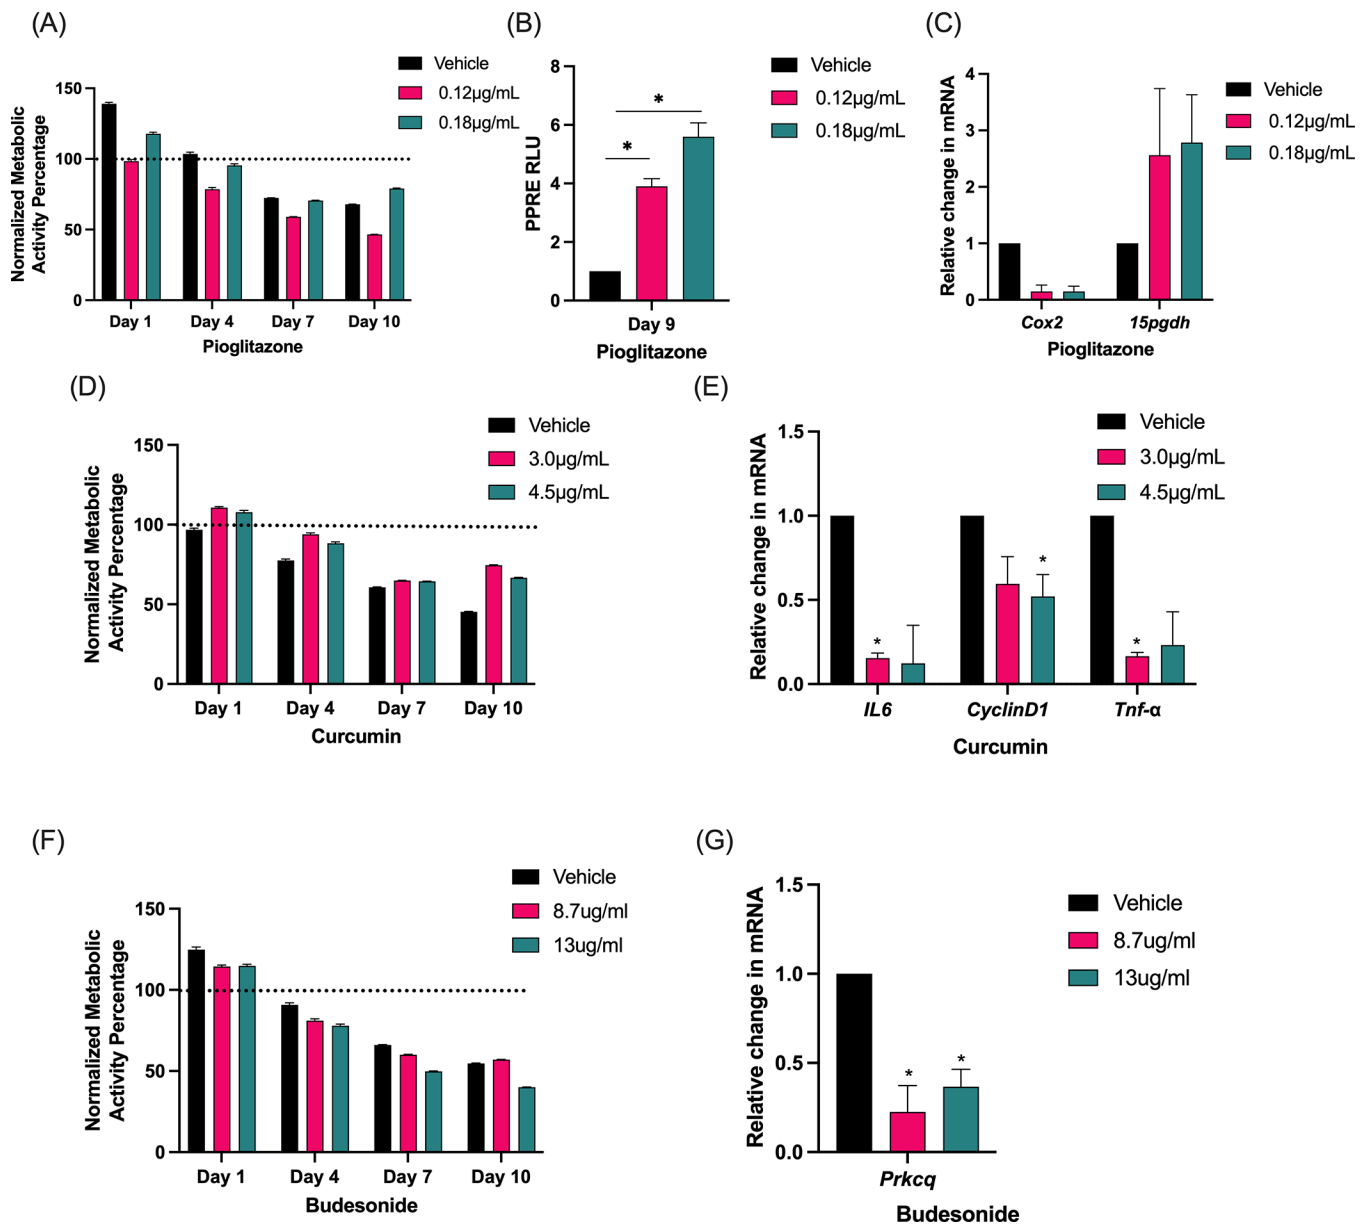 (A)
Vehicle
0.12µg/mL
0.18µg/mL
Normalized Metabolic
Activity Percentage
150
100
50
0
Day 1
Day 4
Day 7
Day 10
Pioglitazone
(B)
Vehicle
0.12µg/mL
0.18µg/mL
PPRE RLU
8
6
4
2
0
*
*
Day 9
Pioglitazone
(C)
Vehicle
0.12µg/mL
0.18µg/mL
Relative change in mRNA
4
3
2
1
0
Cox2
15pgdh
Pioglitazone
(D)
Vehicle
3.0µg/mL
4.5µg/mL
Normalized Metabolic
Activity Percentage
150
100
50
0
Day 1
Day 4
Day 7
Day 10
Curcumin
(E)
Vehicle
3.0µg/mL
4.5µg/mL
Relative change in mRNA
1.5
1.0
0.5
0.0
*
*
*
IL6
CyclinD1
Tnf-α
Curcumin
(F)
Vehicle
8.7ug/ml
13ug/ml
Normalized Metabolic
Activity Percentage
150
100
50
0
Day 1
Day 4
Day 7
Day 10
Budesonide
(G)
Vehicle
8.7ug/ml
13ug/ml
Relative change in mRNA
1.5
1.0
0.5
0.0
*
*
Prkcq
Budesonide